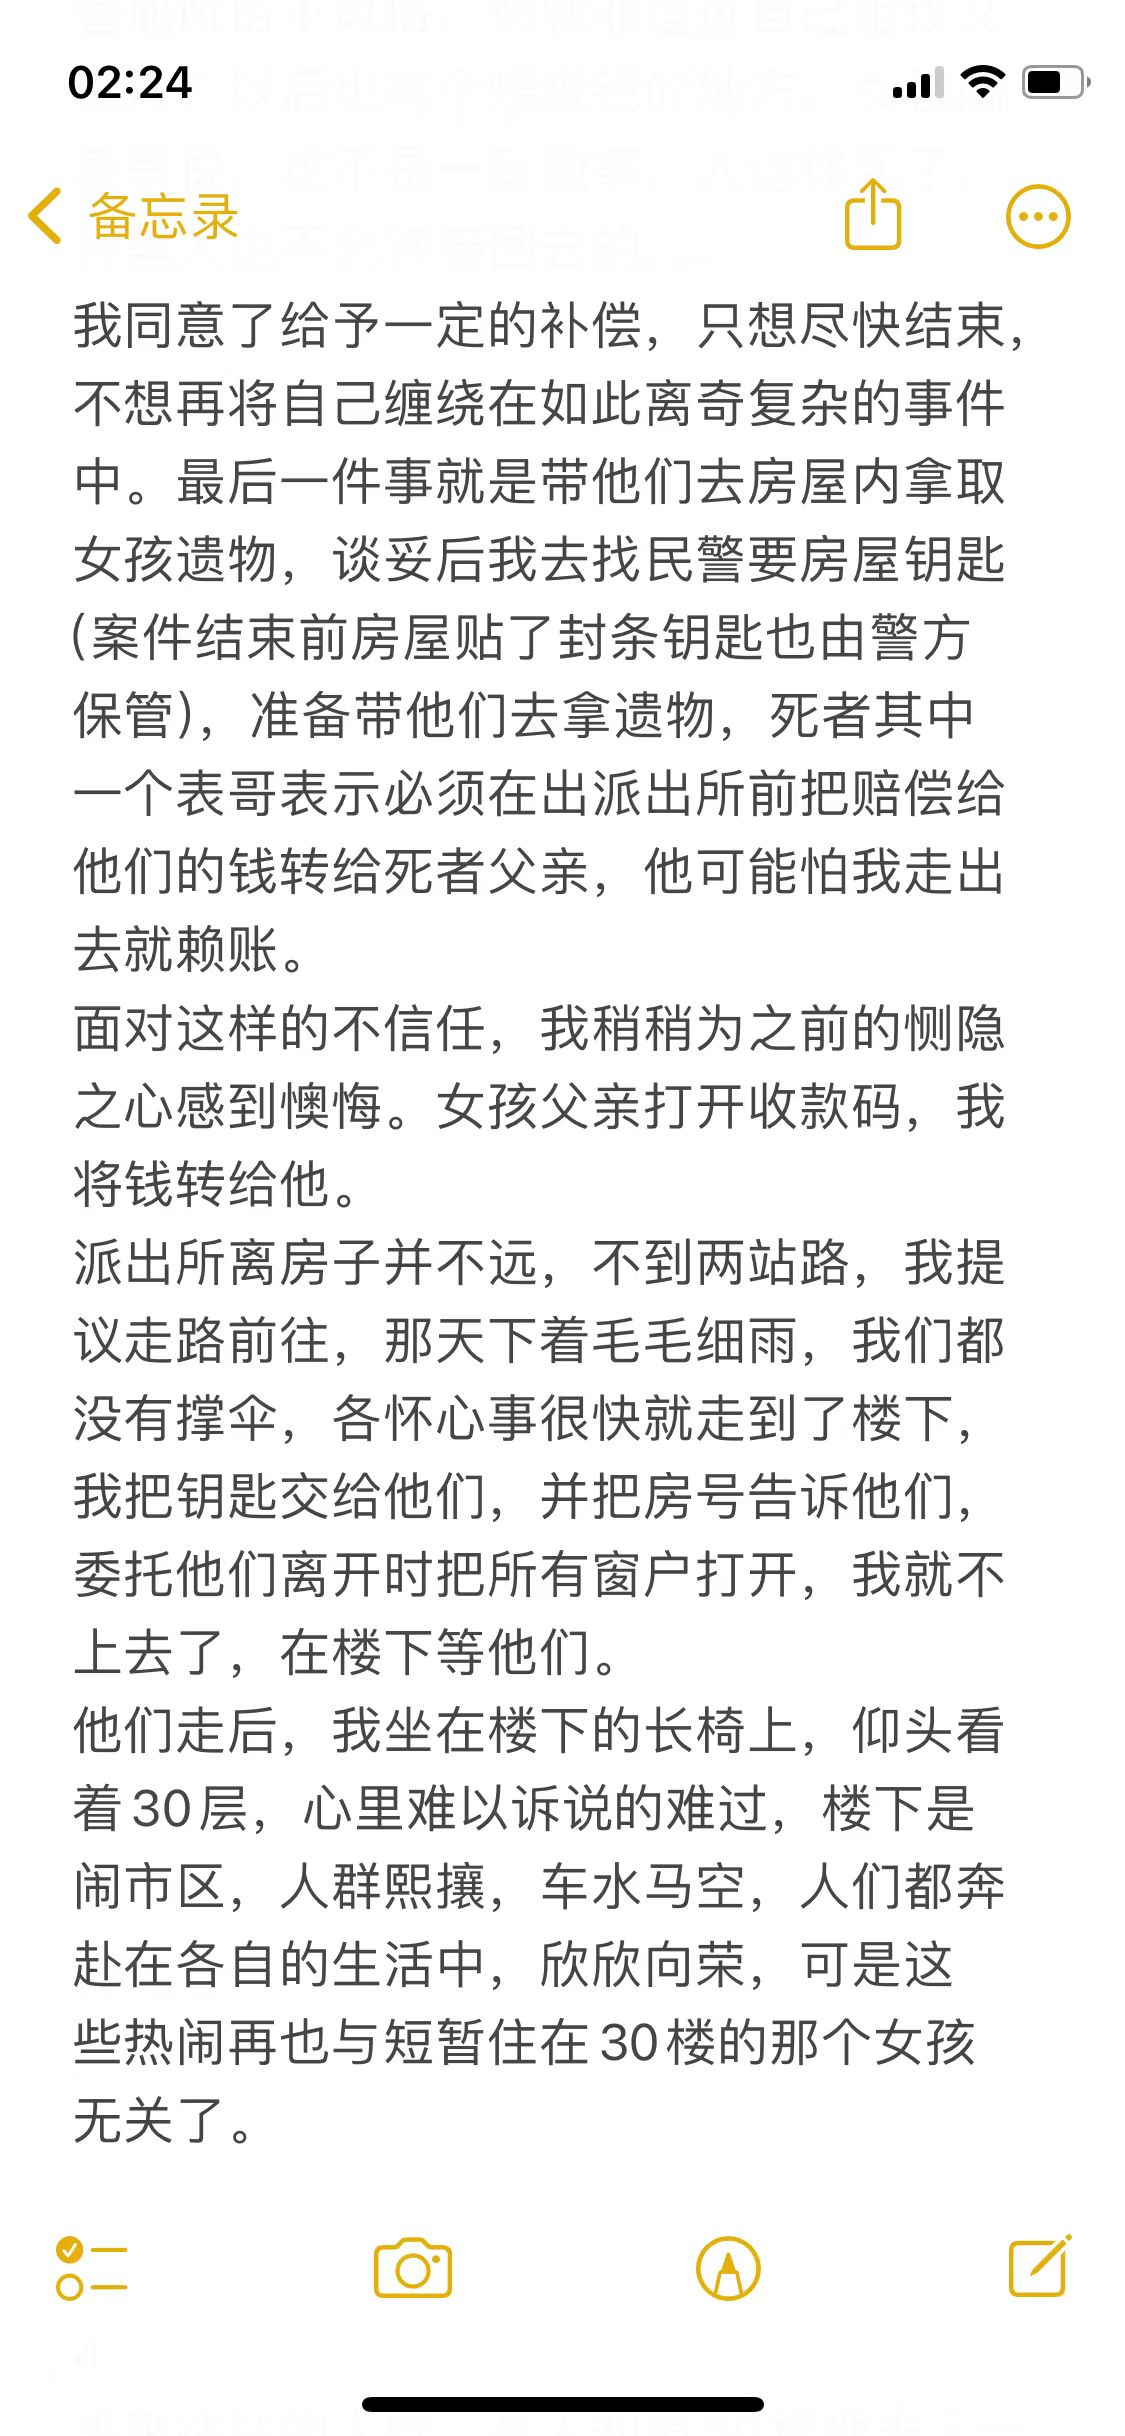 02:24
备忘录
我同意了给予一定的补偿，只想尽快结束，
不想再将自己缠绕在如此离奇复杂的事件
中。最后一件事就是带他们去房屋内拿取
女孩遗物，谈妥后我去找民警要房屋钥匙
(案件结束前房屋贴了封条钥匙也由警方
保管)，准备带他们去拿遗物，死者其中
一个表哥表示必须在出派出所前把赔偿给
他们的钱转给死者父亲，他可能怕我走出
去就赖账。
面对这样的不信任，我稍稍为之前的恻隐
之心感到懊悔。女孩父亲打开收款码，我
将钱转给他。
派出所离房子并不远，不到两站路，我提
议走路前往，那天下着毛毛细雨，我们都
没有撑伞，各怀心事很快就走到了楼下，
我把钥匙交给他们，并把房号告诉他们，
委托他们离开时把所有窗户打开，我就不
上去了，在楼下等他们。
他们走后，我坐在楼下的长椅上，仰头看
着30层，心里难以诉说的难过，楼下是
闹市区，人群熙攘，车水马空，人们都奔
赴在各自的生活中，欣欣向荣，可是这
些热闹再也与短暂住在30楼的那个女孩
无关了。